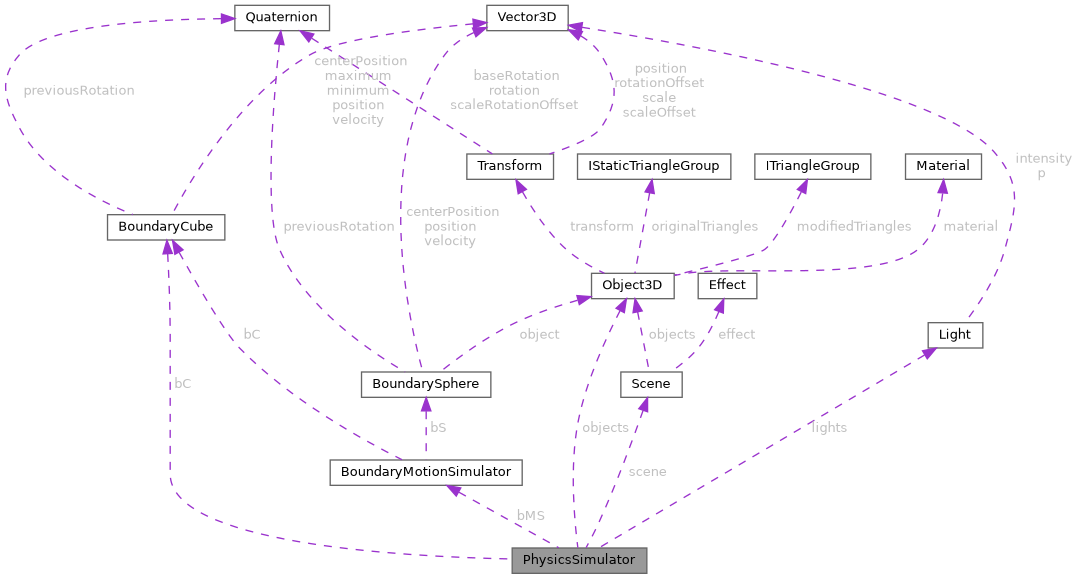 Quaternion
Vector3D
centerPosition
maximum
minimum
position
velocity
baseRotation
rotation
scaleRotationOffset
position
rotationOffset
scale
scaleOffset
previousRotation
Transform
IStaticTriangleGroup
ITriangleGroup
Material
intensity
p
BoundaryCube
previousRotation
centerPosition
position
velocity
transform
originalTriangles
modifiedTriangles
material
Object3D
Effect
bC
object
objects
effect
Light
bC
BoundarySphere
Scene
bS
objects
lights
BoundaryMotionSimulator
scene
bMS
PhysicsSimulator